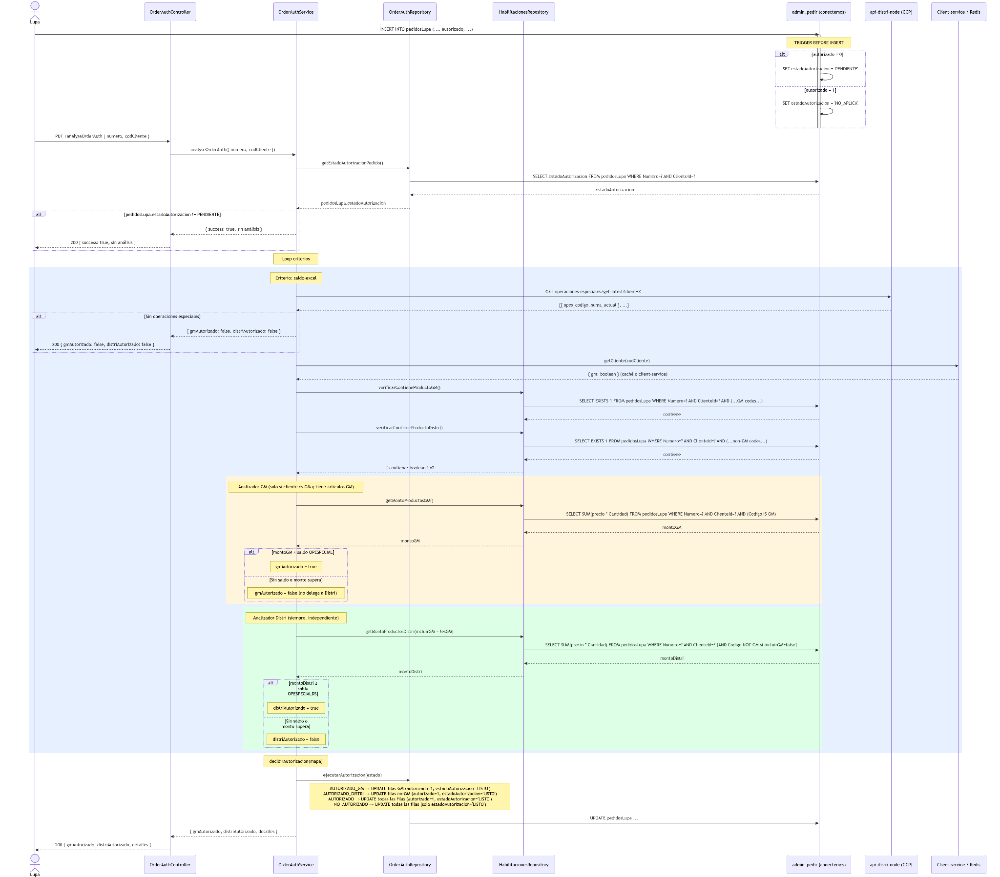 Lupa
OrderAuthController
OrderAuthService
OrderAuthRepository
HabilitacionesRepository
admin_pedir (conectemos)
api-distri-node (GCP)
Client-service / Redis
INSERT INTO pedidosLupa (..., autorizado, ...)
TRIGGER BEFORE INSERT
alt
[autorizado = 0]
SET estadoAutorizacion = 'PENDIENTE'
[autorizado = 1]
SET estadoAutorizacion = 'NO_APLICA'
PUT /analyseOrderAuth { numero, codCliente }
analyseOrderAuth({ numero, codCliente })
getEstadoAutorizacionPedido()
SELECT estadoAutorizacion FROM pedidosLupa WHERE Numero=? AND ClienteId=?
estadoAutorizacion
pedidosLupa.estadoAutorizacion
alt
[pedidosLupa.estadoAutorizacion != PENDIENTE]
{ success: true, sin análisis }
200 { success: true, sin análisis }
Loop criterios
Criterio: saldo-excel
GET operaciones-especiales/get-latest?client=X
[{ opes_codigo, suma_actual }, ...]
alt
[Sin operaciones especiales]
{ gmAutorizado: false, distriAutorizado: false }
200 { gmAutorizado: false, distriAutorizado: false }
getCliente(codCliente)
{ gm: boolean } (caché o client-service)
verificarContieneProductoGM()
SELECT EXISTS 1 FROM pedidosLupa WHERE Numero=? AND ClienteId=? AND (...GM codes...)
contiene
verificarContieneProductoDistri()
SELECT EXISTS 1 FROM pedidosLupa WHERE Numero=? AND ClienteId=? AND (...non-GM codes...)
contiene
{ contiene: boolean } x2
Analizador GM (solo si cliente es GM y tiene artículos GM)
getMontoProductosGM()
SELECT SUM(precio * Cantidad) FROM pedidosLupa WHERE Numero=? AND ClienteId=? AND (Codigo IS GM)
montoGM
montoGM
alt
[montoGM ≤ saldo OPESPECIAL]
gmAutorizado = true
[Sin saldo o monto supera]
gmAutorizado = false (no delega a Distri)
Analizador Distri (siempre, independiente)
getMontoProductosDistri(incluirGM = !esGM)
SELECT SUM(precio * Cantidad) FROM pedidosLupa WHERE Numero=? AND ClienteId=? [AND Codigo NOT GM si incluirGM=false]
montoDistri
montoDistri
alt
[montoDistri ≤
saldo
OPESPECIALDS]
distriAutorizado = true
[Sin saldo o
monto supera]
distriAutorizado = false
decidirAutorizacion(mapa)
ejecutarAutorizacion(estado)
AUTORIZADO_GM → UPDATE filas GM (autorizado=1, estadoAutorizacion='LISTO')
AUTORIZADO_DISTRI → UPDATE filas no-GM (autorizado=1, estadoAutorizacion='LISTO')
AUTORIZADO → UPDATE todas las filas (autorizado=1, estadoAutorizacion='LISTO')
NO_AUTORIZADO → UPDATE todas las filas (solo estadoAutorizacion='LISTO')
UPDATE pedidosLupa ...
{ gmAutorizado, distriAutorizado, detalles }
200 { gmAutorizado, distriAutorizado, detalles }
Lupa
OrderAuthController
OrderAuthService
OrderAuthRepository
HabilitacionesRepository
admin_pedir (conectemos)
api-distri-node (GCP)
Client-service / Redis